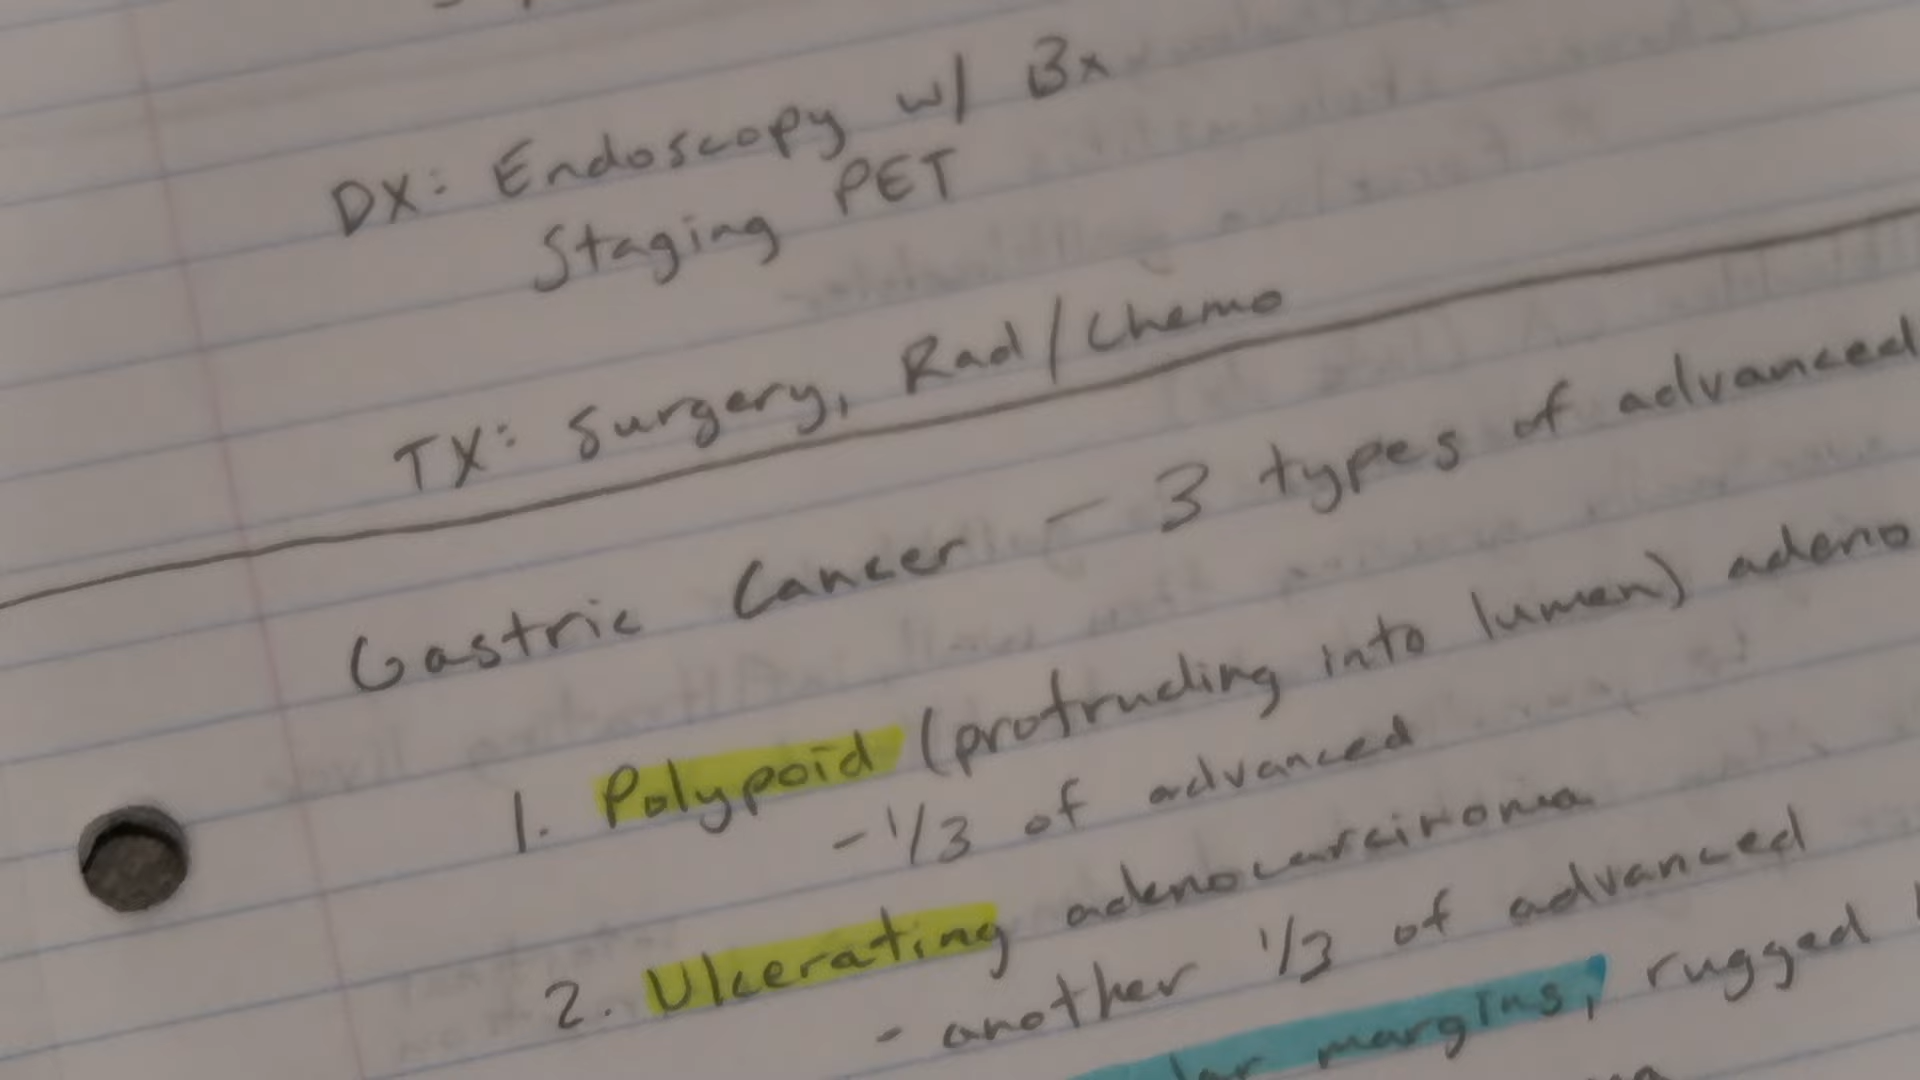 DX: Endoscopy w/ Bx
Staging PET
TX: Surgery, Rad/Chemo
Gastric Cancer - 3 types of advanced
1. Polypoid (protruding into lumen) adeno
- 1/3 of advanced
2. Ulcerating adenocarcinoma
- another 1/3 of advanced
margins, rugged